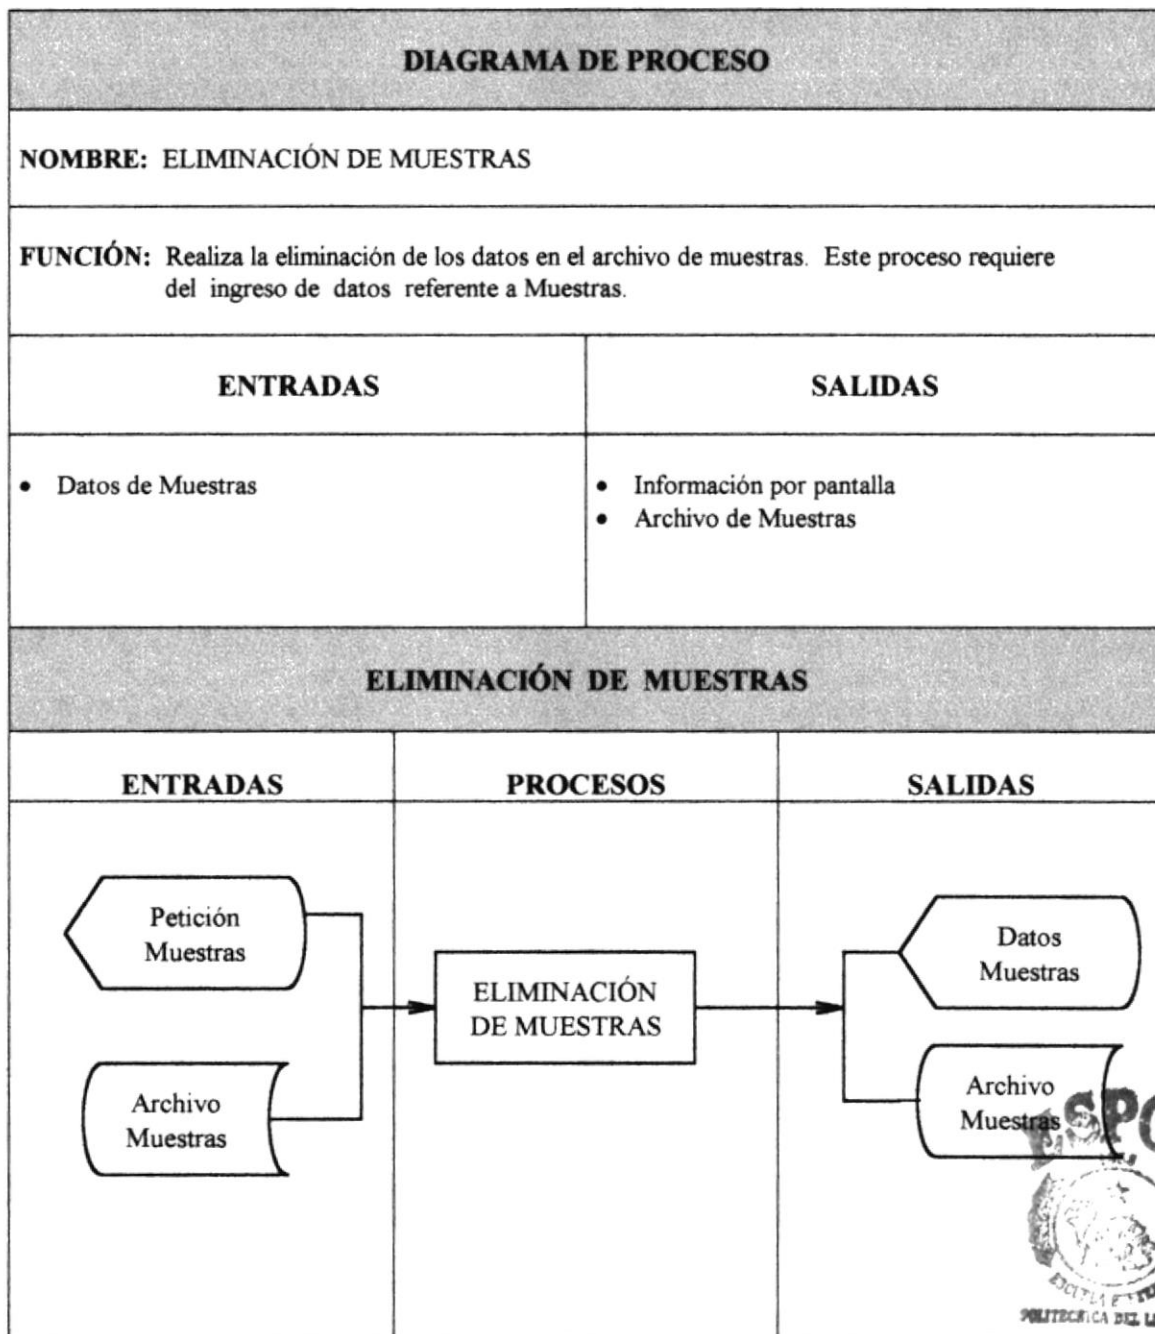 DIAGRAMA DE PROCESO
NOMBRE: ELIMINACIÓN DE MUESTRAS
FUNCIÓN: Realiza la eliminación de los datos en el archivo de muestras. Este proceso requiere
del ingreso de datos referente a Muestras.
ENTRADAS
SALIDAS
• Datos de Muestras
• Información por pantalla
• Archivo de Muestras
ELIMINACIÓN DE MUESTRAS
ENTRADAS
PROCESOS
SALIDAS
Petición
Muestras
Archivo
Muestras
ELIMINACIÓN
DE MUESTRAS
Datos
Muestras
Archivo
Muestras
POLITECNICA DEL